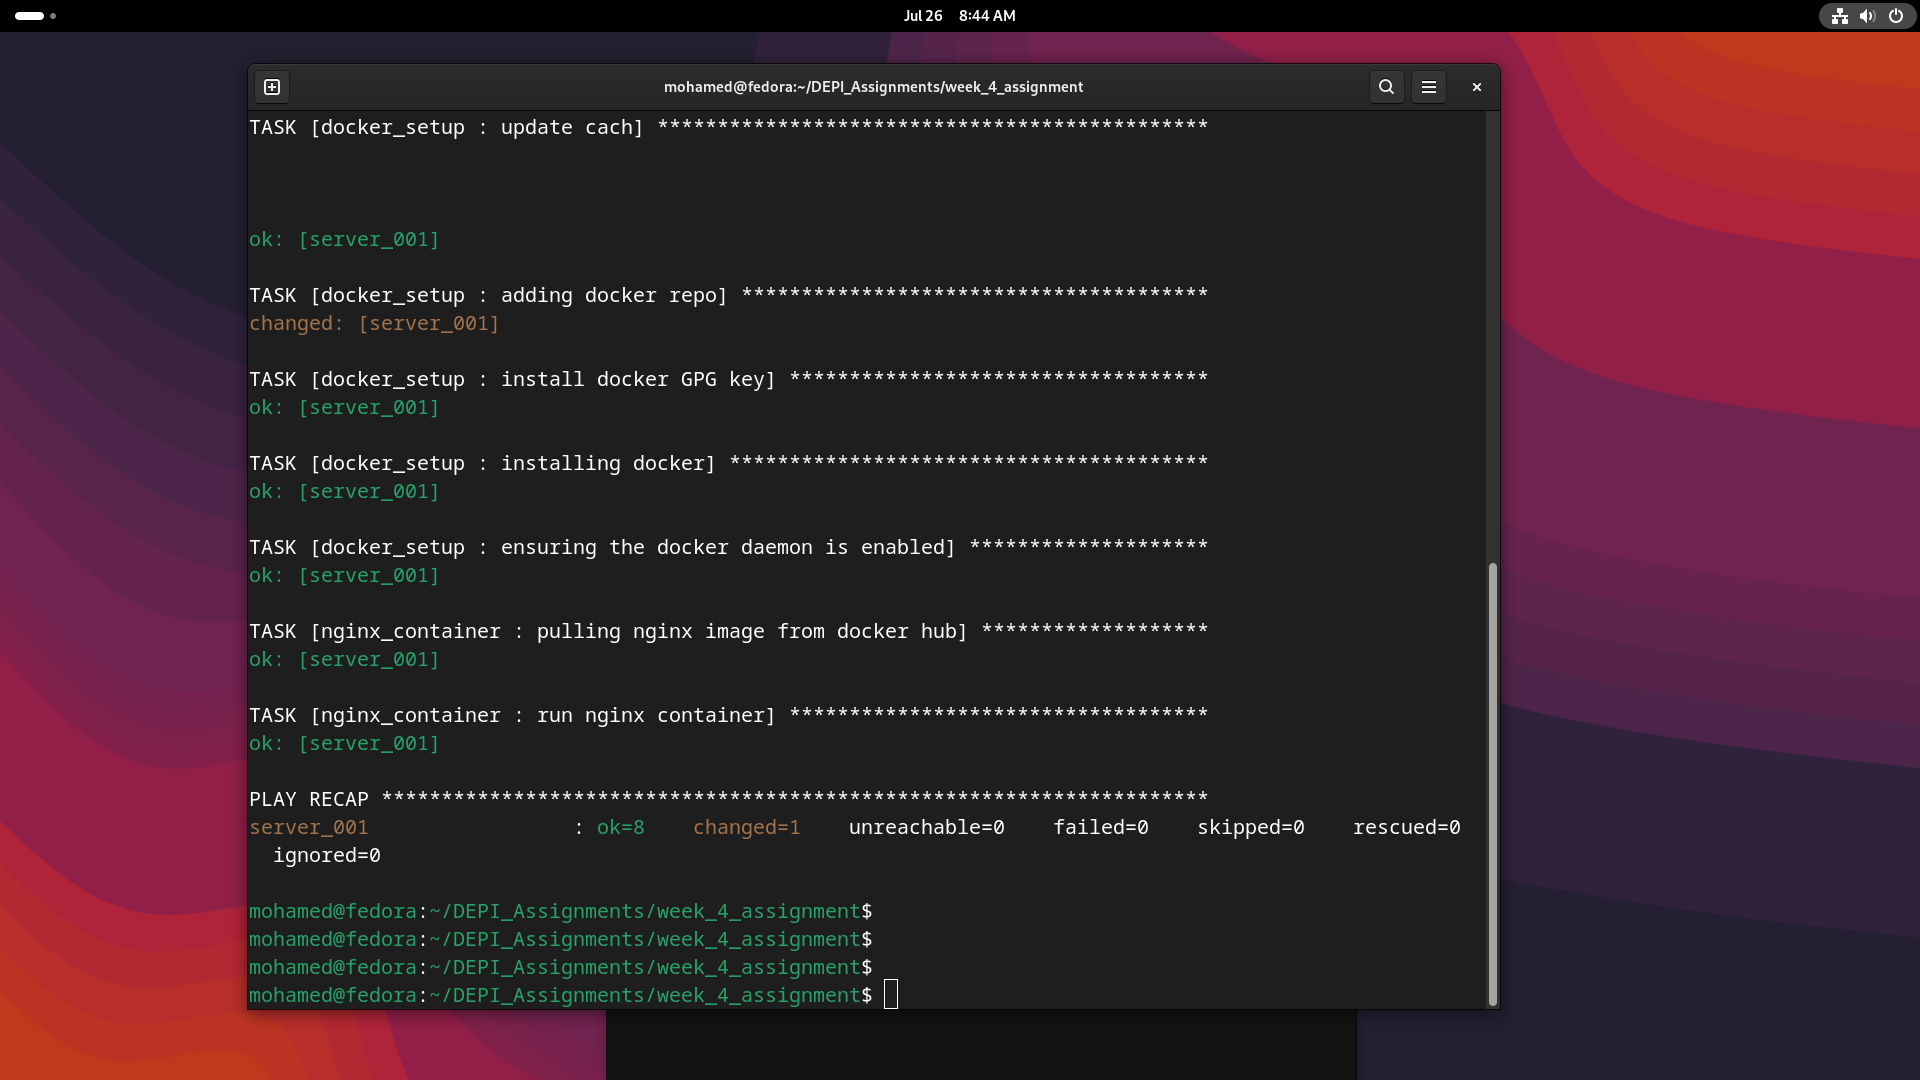 Jul 26 8:44 AM
mohamed@fedora:~/DEPI_Assignments/week_4_assignment
TASK [docker_setup : update cach] **********************************************
ok: [server_001]
TASK [docker_setup : adding docker repo] ***************************************
changed: [server_001]
TASK [docker_setup : install docker GPG key] ***********************************
ok: [server_001]
TASK [docker_setup : installing docker] ****************************************
ok: [server_001]
TASK [docker_setup : ensuring the docker daemon is enabled] ********************
ok: [server_001]
TASK [nginx_container : pulling nginx image from docker hub] *******************
ok: [server_001]
TASK [nginx_container : run nginx container] ***********************************
ok: [server_001]
PLAY RECAP *********************************************************************
server_001                 : ok=8    changed=1    unreachable=0    failed=0    skipped=0    rescued=0
  ignored=0
mohamed@fedora:~/DEPI_Assignments/week_4_assignment$
mohamed@fedora:~/DEPI_Assignments/week_4_assignment$
mohamed@fedora:~/DEPI_Assignments/week_4_assignment$
mohamed@fedora:~/DEPI_Assignments/week_4_assignment$